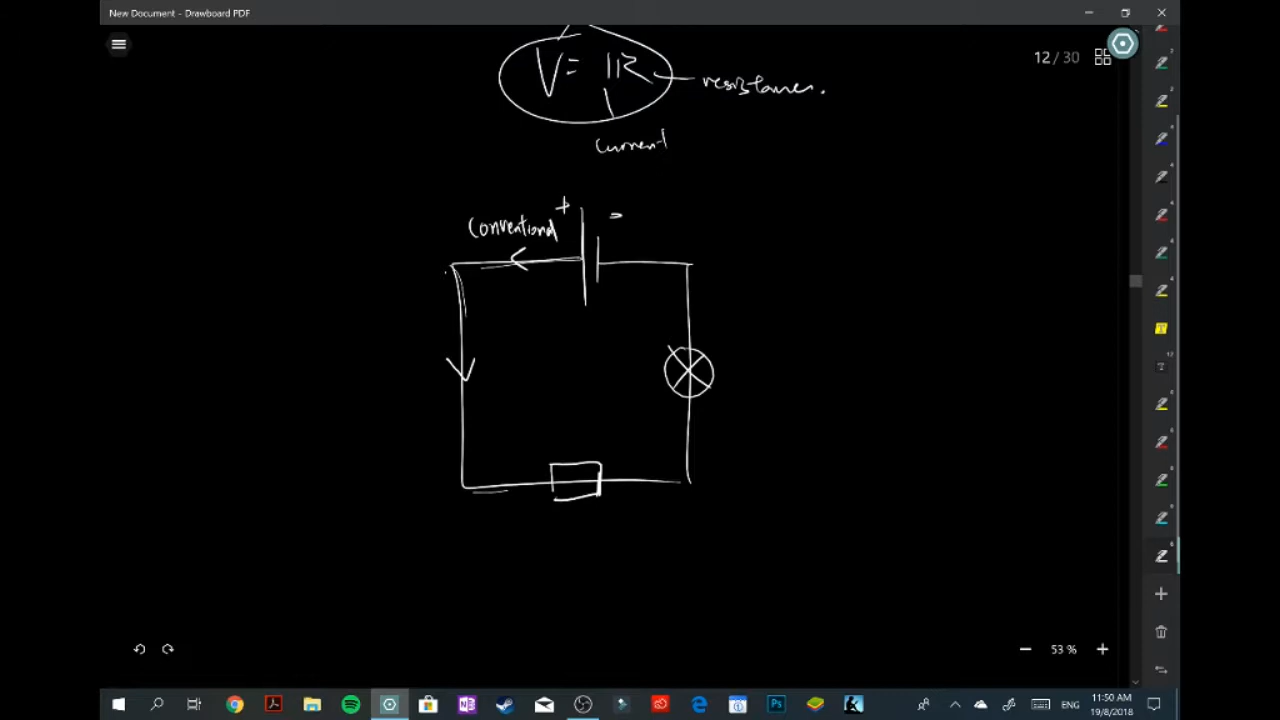 New Document - Drawboard PDF
12 / 30
V = IR
resistance.
current
+
-
Conventional
53 %
ENG
11:50 AM
19/8/2018